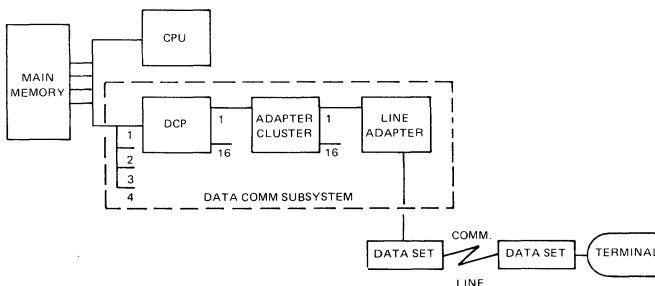 CPU
MAIN
MEMORY
DCP
1
16
ADAPTER
CLUSTER
1
16
LINE
ADAPTER
1
2
3
4
DATA COMM SUBSYSTEM
DATA SET
COMM.
LINE
DATA SET
TERMINAL